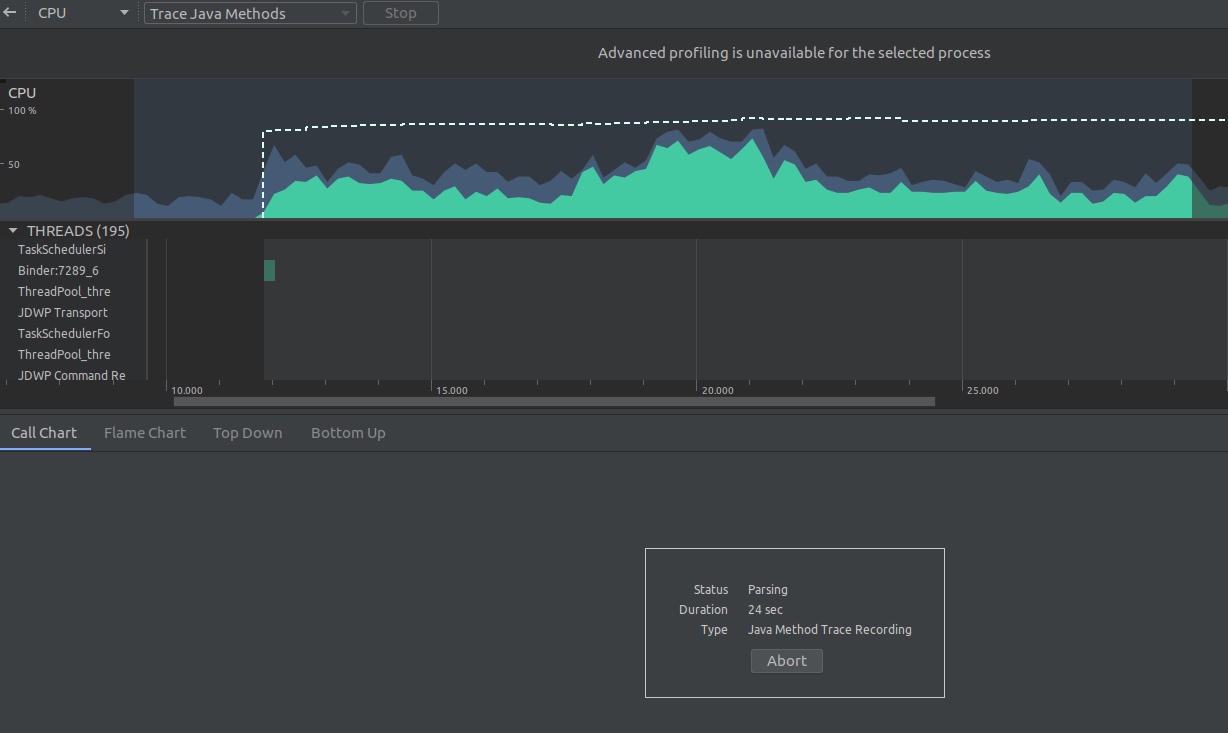 CPU Trace Java Methods Stop
Advanced profiling is unavailable for the selected process
CPU
100 %
50
THREADS (195)
TaskSchedulerSi
Binder:7289_6
ThreadPool_thre
JDWP Transport
TaskSchedulerFo
ThreadPool_thre
JDWP Command Re
10.000 15.000 20.000 25.000
Call Chart Flame Chart Top Down Bottom Up
Status Parsing
Duration 24 sec
Type Java Method Trace Recording
Abort